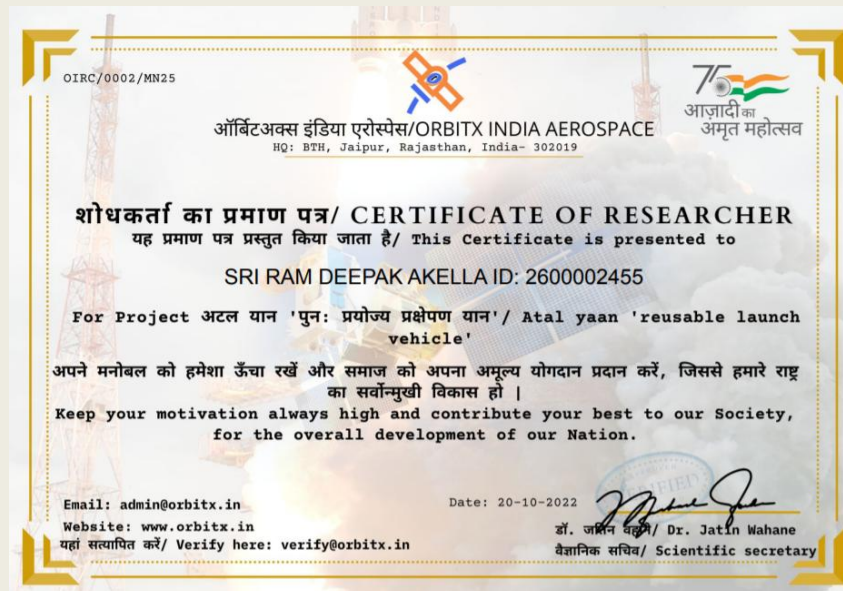 OIRC/0002/MN25
75
आज़ादी का
अमृत महोत्सव
ऑर्बिटअक्स इंडिया एरोस्पेस/ORBITX INDIA AEROSPACE
HQ: BTH, Jaipur, Rajasthan, India- 302019
शोधकर्ता का प्रमाण पत्र/ CERTIFICATE OF RESEARCHER
यह प्रमाण पत्र प्रस्तुत किया जाता है/ This Certificate is presented to
SRI RAM DEEPAK AKELLA ID: 2600002455
For Project अटल यान 'पुन: प्रयोज्य प्रक्षेपण यान'/ Atal yaan 'reusable launch
vehicle'
अपने मनोबल को हमेशा ऊँचा रखें और समाज को अपना अमूल्य योगदान प्रदान करें, जिससे हमारे राष्ट्र
का सर्वोन्मुखी विकास हो |
Keep your motivation always high and contribute your best to our Society,
for the overall development of our Nation.
Email: admin@orbitx.in
Website: www.orbitx.in
यहां सत्यापित करें/ Verify here: verify@orbitx.in
Date: 20-10-2022
डॉ. जतिन / Dr. Jatin Wahane
वैज्ञानिक सचिव/ Scientific secretary